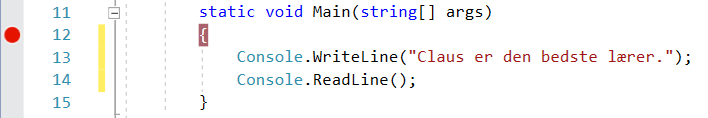 11 static void Main(string[] args)
12 {
13 Console.WriteLine("Claus er den bedste lærer.");
14 Console.ReadLine();
15 }